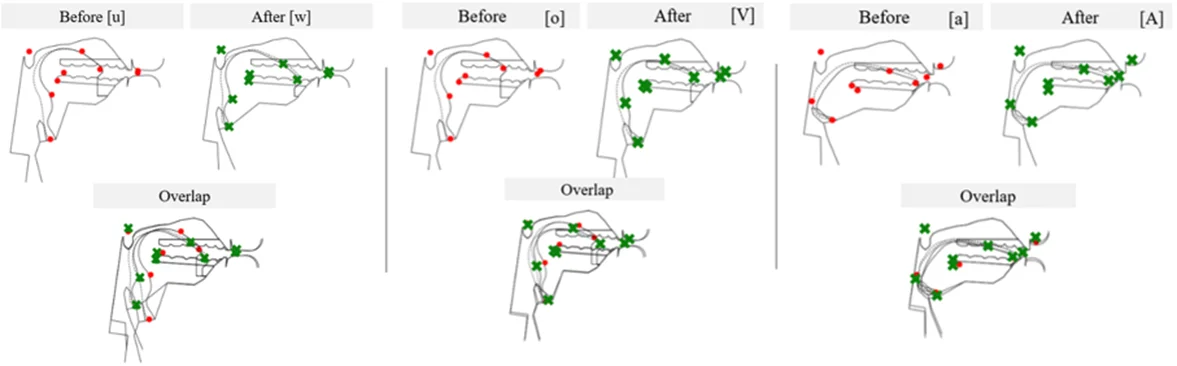 Before [u] After [w]
Before [o] After [V]
Before [a] After [A]
Overlap
Overlap
Overlap